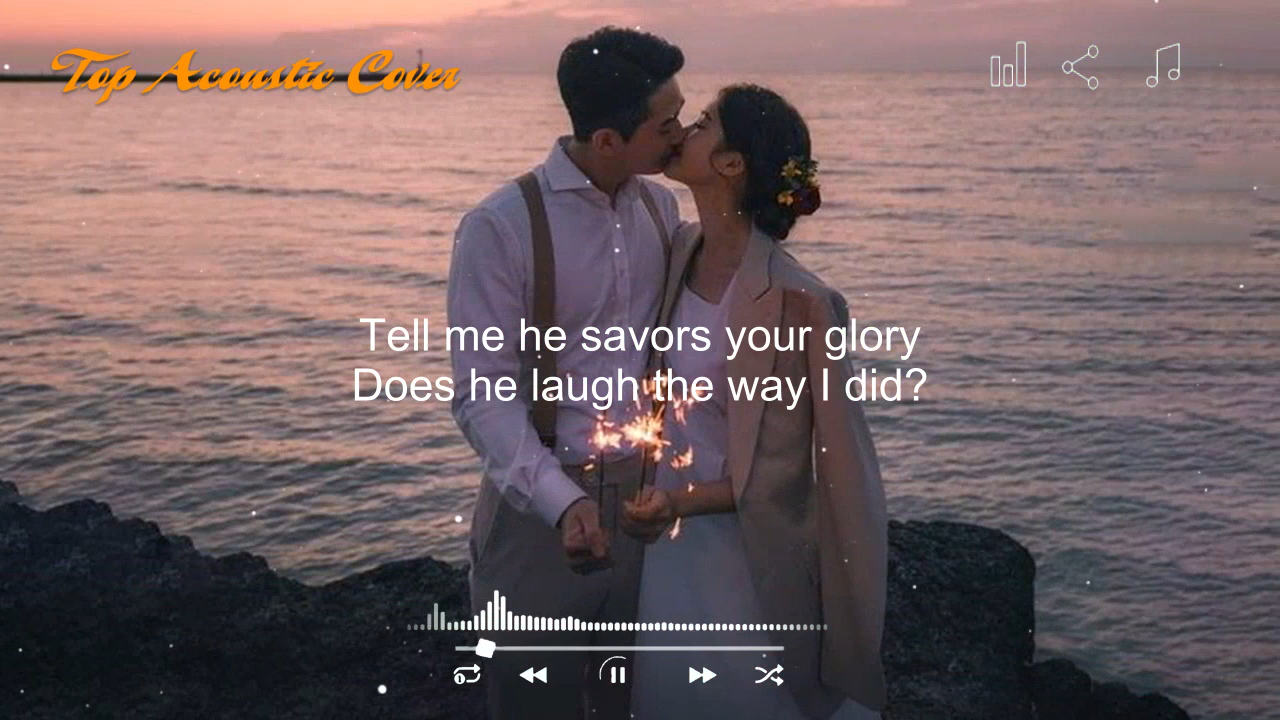 Top Acoustic Cover
Tell me he savors your glory
Does he laugh the way I did?